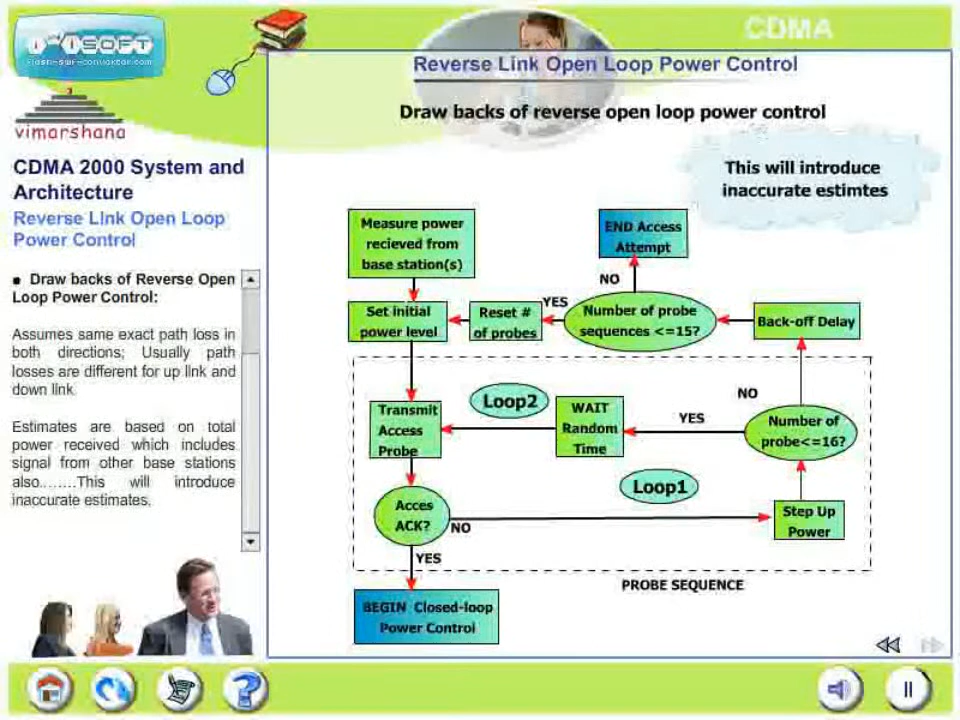 CDMA
Reverse Link Open Loop Power Control
Draw backs of reverse open loop power control
vimarshana
CDMA 2000 System and
Architecture
Reverse LInk Open Loop
Power Control
● Draw backs of Reverse Open
Loop Power Control:
Assumes same exact path loss in
both directions; Usually path
losses are different for up link and
down link.
Estimates are based on total
power received which includes
signal from other base stations
also........This will introduce
inaccurate estimates.
This will introduce
inaccurate estimtes
Measure power
recieved from
base station(s)
END Access
Attempt
NO
Set initial
power level
Reset #
of probes
YES
Number of probe
sequences <=15?
Back-off Delay
Loop2
NO
Transmit
Access
Probe
WAIT
Random
Time
YES
Number of
probe<=16?
Loop1
Acces
ACK?
NO
Step Up
Power
YES
PROBE SEQUENCE
BEGIN Closed-loop
Power Control